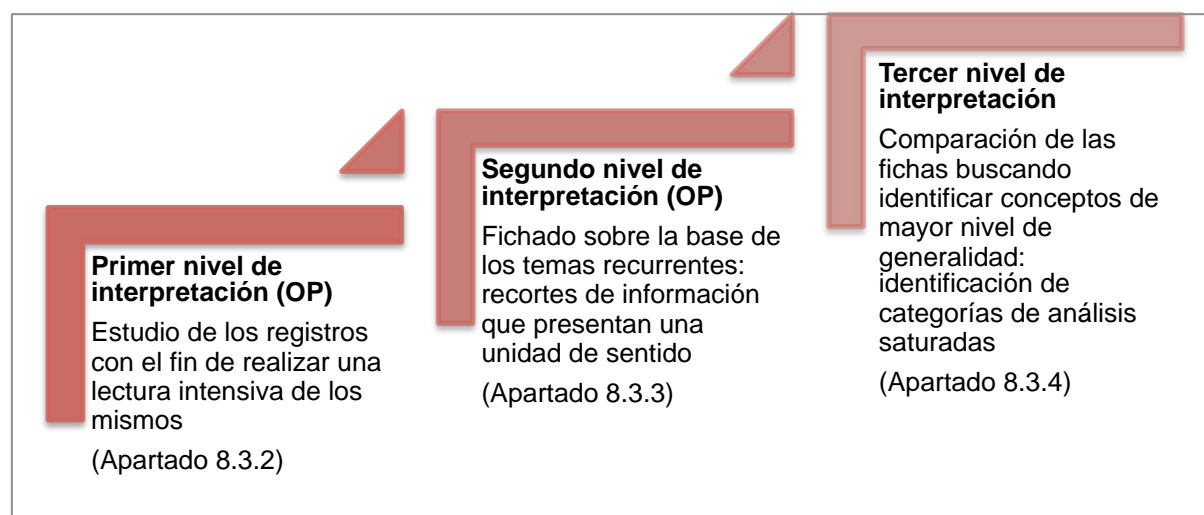 Primer nivel de
interpretación (OP)
Estudio de los registros
con el fin de realizar una
lectura intensiva de los
mismos
(Apartado 8.3.2)
Segundo nivel de
interpretación (OP)
Fichado sobre la base de
los temas recurrentes:
recortes de información
que presentan una
unidad de sentido
(Apartado 8.3.3)
Tercer nivel de
interpretación
Comparación de las
fichas buscando
identificar conceptos de
mayor nivel de
generalidad:
identificación de
categorías de análisis
saturadas
(Apartado 8.3.4)